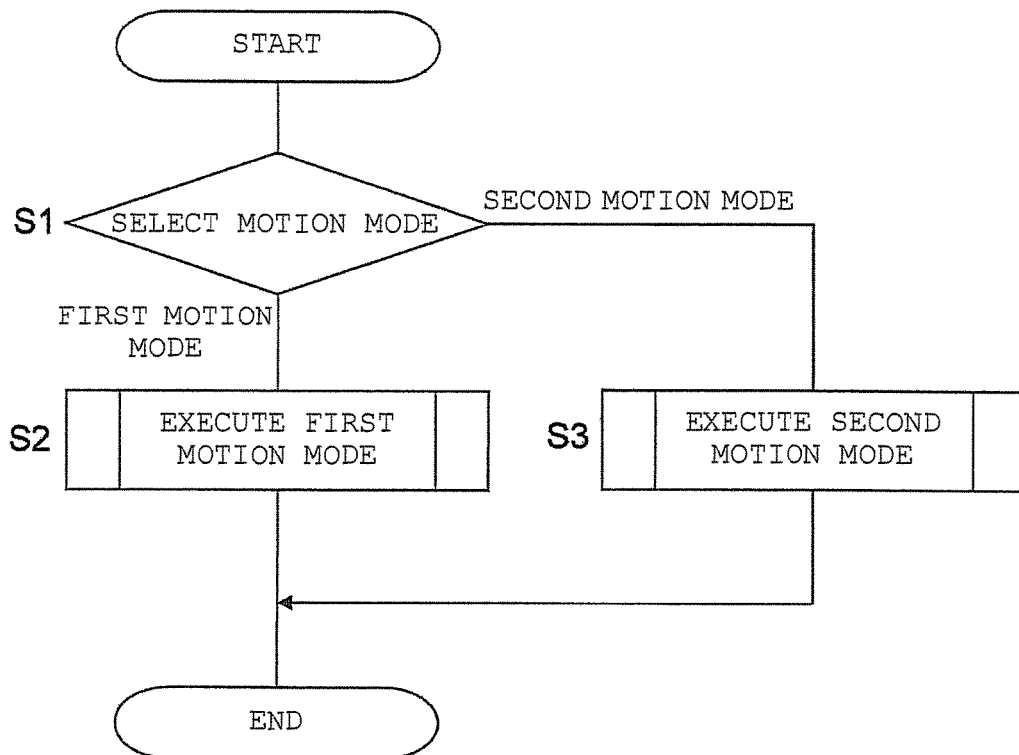 START
S1
SELECT MOTION MODE
SECOND MOTION MODE
FIRST MOTION
MODE
S2
EXECUTE FIRST
MOTION MODE
S3
EXECUTE SECOND
MOTION MODE
END